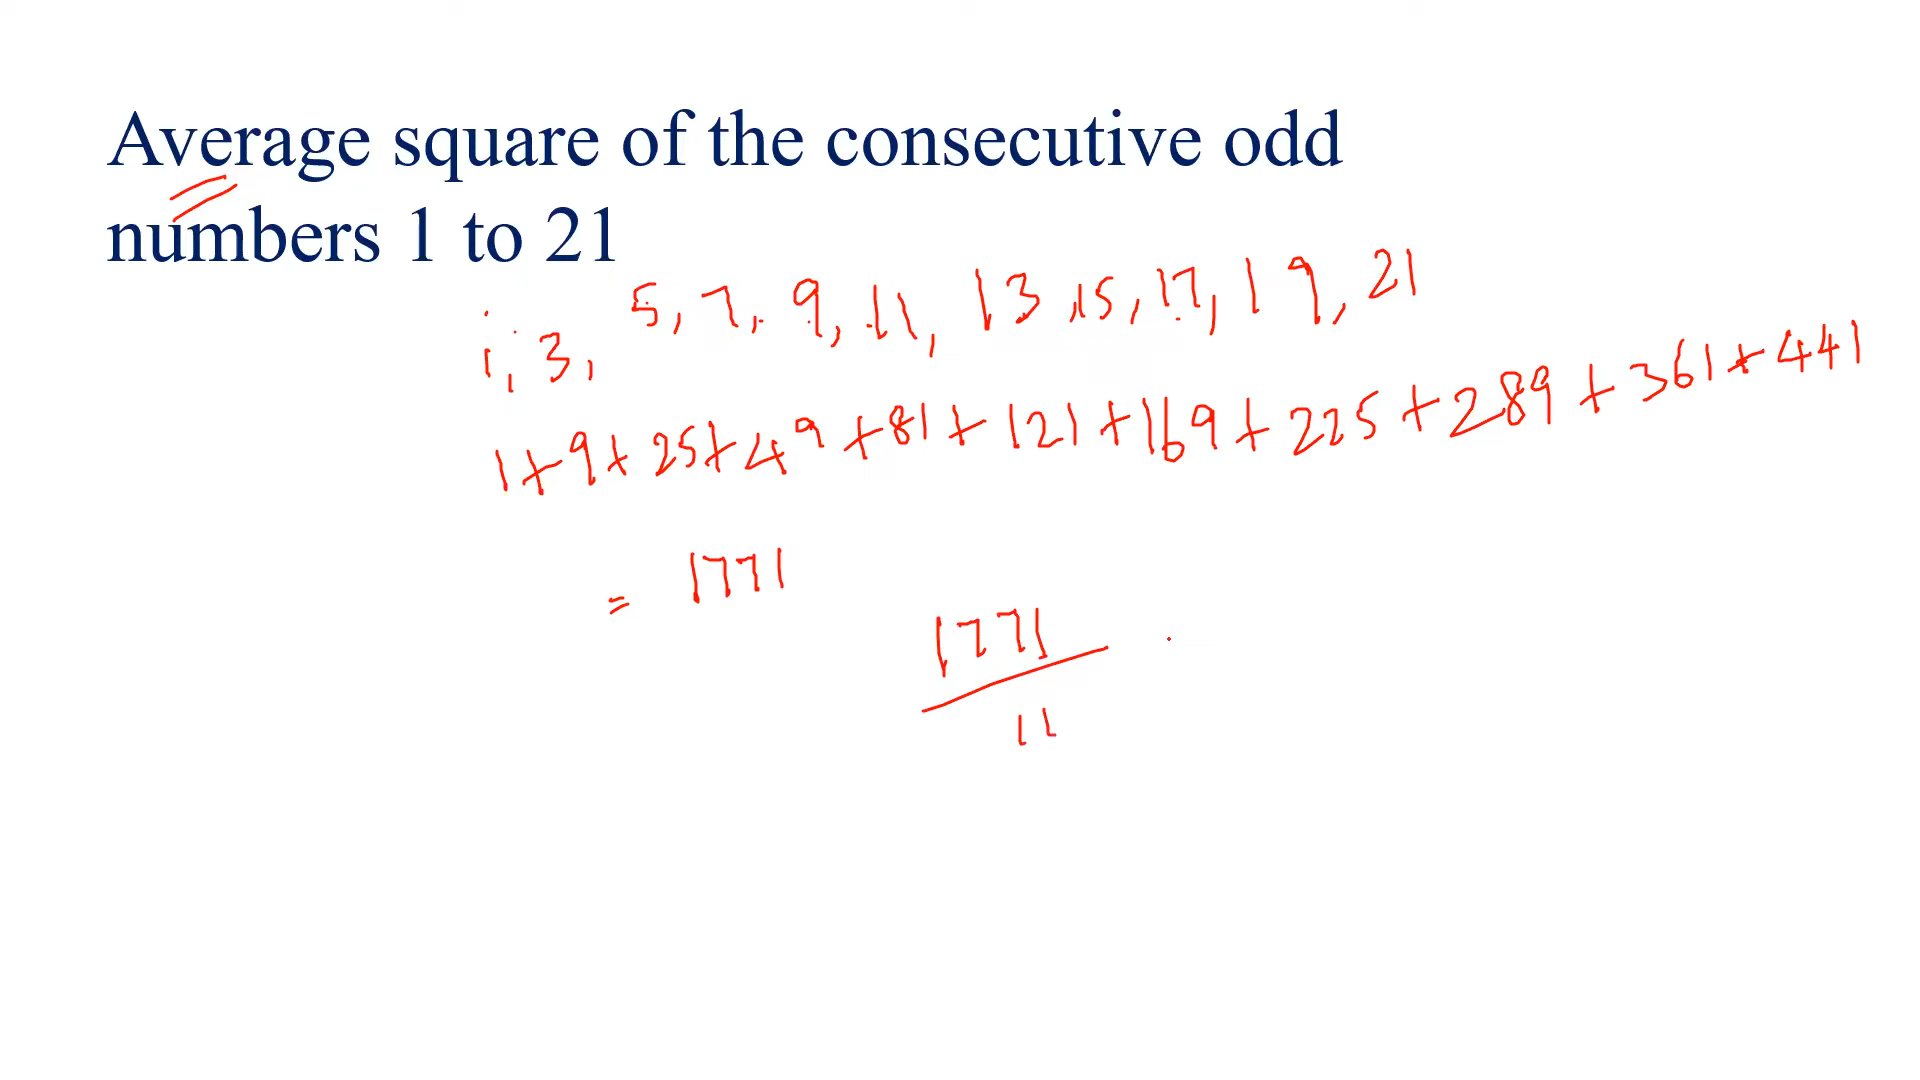 Average square of the consecutive odd
numbers 1 to 21
1, 3, 5, 7, 9, 11, 13, 15, 17, 19, 21
1+9+25+49+81+121+169+225+289+361+441
= 1771
1771
11